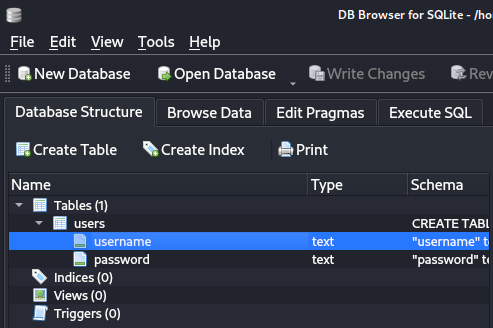 DB Browser for SQLite - /ho
File Edit View Tools Help
New Database Open Database Write Changes Rev
Database Structure Browse Data Edit Pragmas Execute SQL
Create Table Create Index Print
Name Type Schema
Tables (1)
users CREATE TABL
username text "username" te
password text "password" te
Indices (0)
Views (0)
Triggers (0)